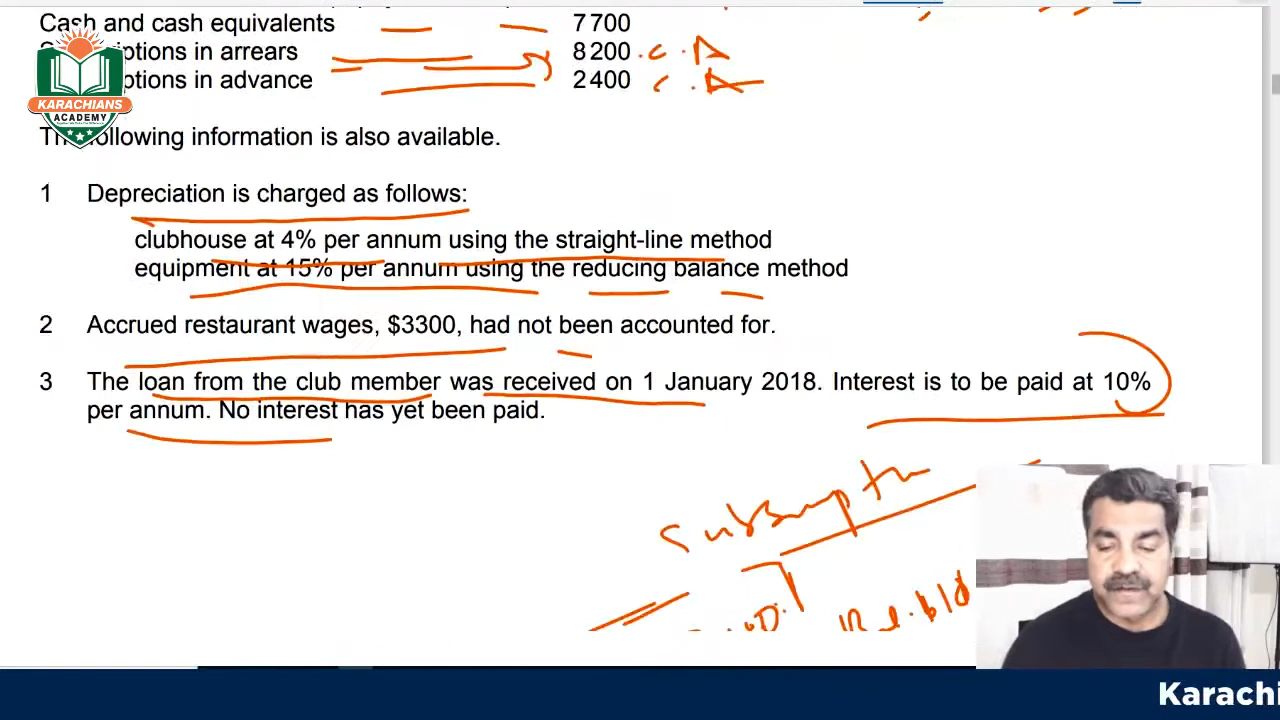 Cash and cash equivalents 7700
ptions in arrears 8200 . C . A
ptions in advance 2400 C . A
KARACHIANS
ACADEMY
The following information is also available.
1 Depreciation is charged as follows:
clubhouse at 4% per annum using the straight-line method
equipment at 15% per annum using the reducing balance method
2 Accrued restaurant wages, $3300, had not been accounted for.
3 The loan from the club member was received on 1 January 2018. Interest is to be paid at 10%
per annum. No interest has yet been paid.
b/d
Karachi